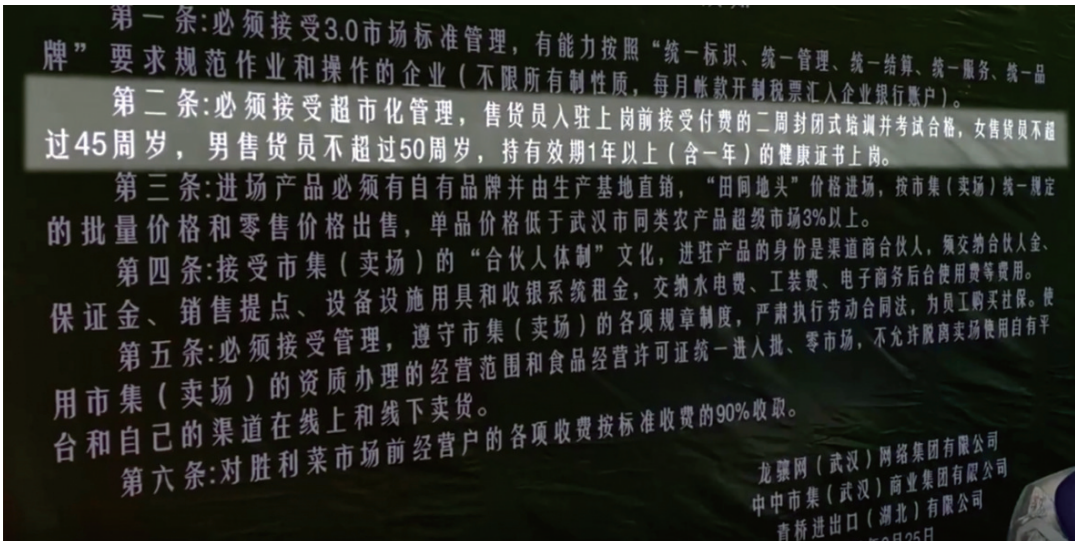 第一条:必须接受3.0市场标准管理，有能力按照“统一标识、统一管理、统一结算、统一服务、统一品
牌”要求规范作业和操作的企业（不限所有制性质，每月帐款开制税票汇入企业银行账户）。
第二条:必须接受超市化管理，售货员入驻上岗前接受付费的二周封闭式培训并考试合格，女售货员不超
过45周岁，男售货员不超过50周岁，持有效期1年以上（含一年）的健康证书上岗。
第三条:进场产品必须有自有品牌并由生产基地直销，“田间地头”价格进场，按市集（卖场）统一规定
的批量价格和零售价格出售，单品价格低于武汉市同类农产品超级市场3%以上。
第四条:接受市集（卖场）的“合伙人体制”文化，进驻产品的身份是渠道商合伙人，须交纳合伙人金、
保证金、销售提点、设备设施用具和收银系统租金，交纳水电费、工装费、电子商务后台使用费等费用。
第五条:必须接受管理，遵守市集（卖场）的各项规章制度，严肃执行劳动合同法，为员工购买社保。使
用市集（卖场）的资质办理的经营范围和食品经营许可证统一进入批、零市场，不允许脱离卖场使用自有平
台和自己的渠道在线上和线下卖货。
第六条:对胜利菜市场前经营户的各项收费按标准收费的90%收取。
龙骧网（武汉）网络集团有限公司
中中市集（武汉）商业集团有限公司
青桥进出口（湖北）有限公司
月25日